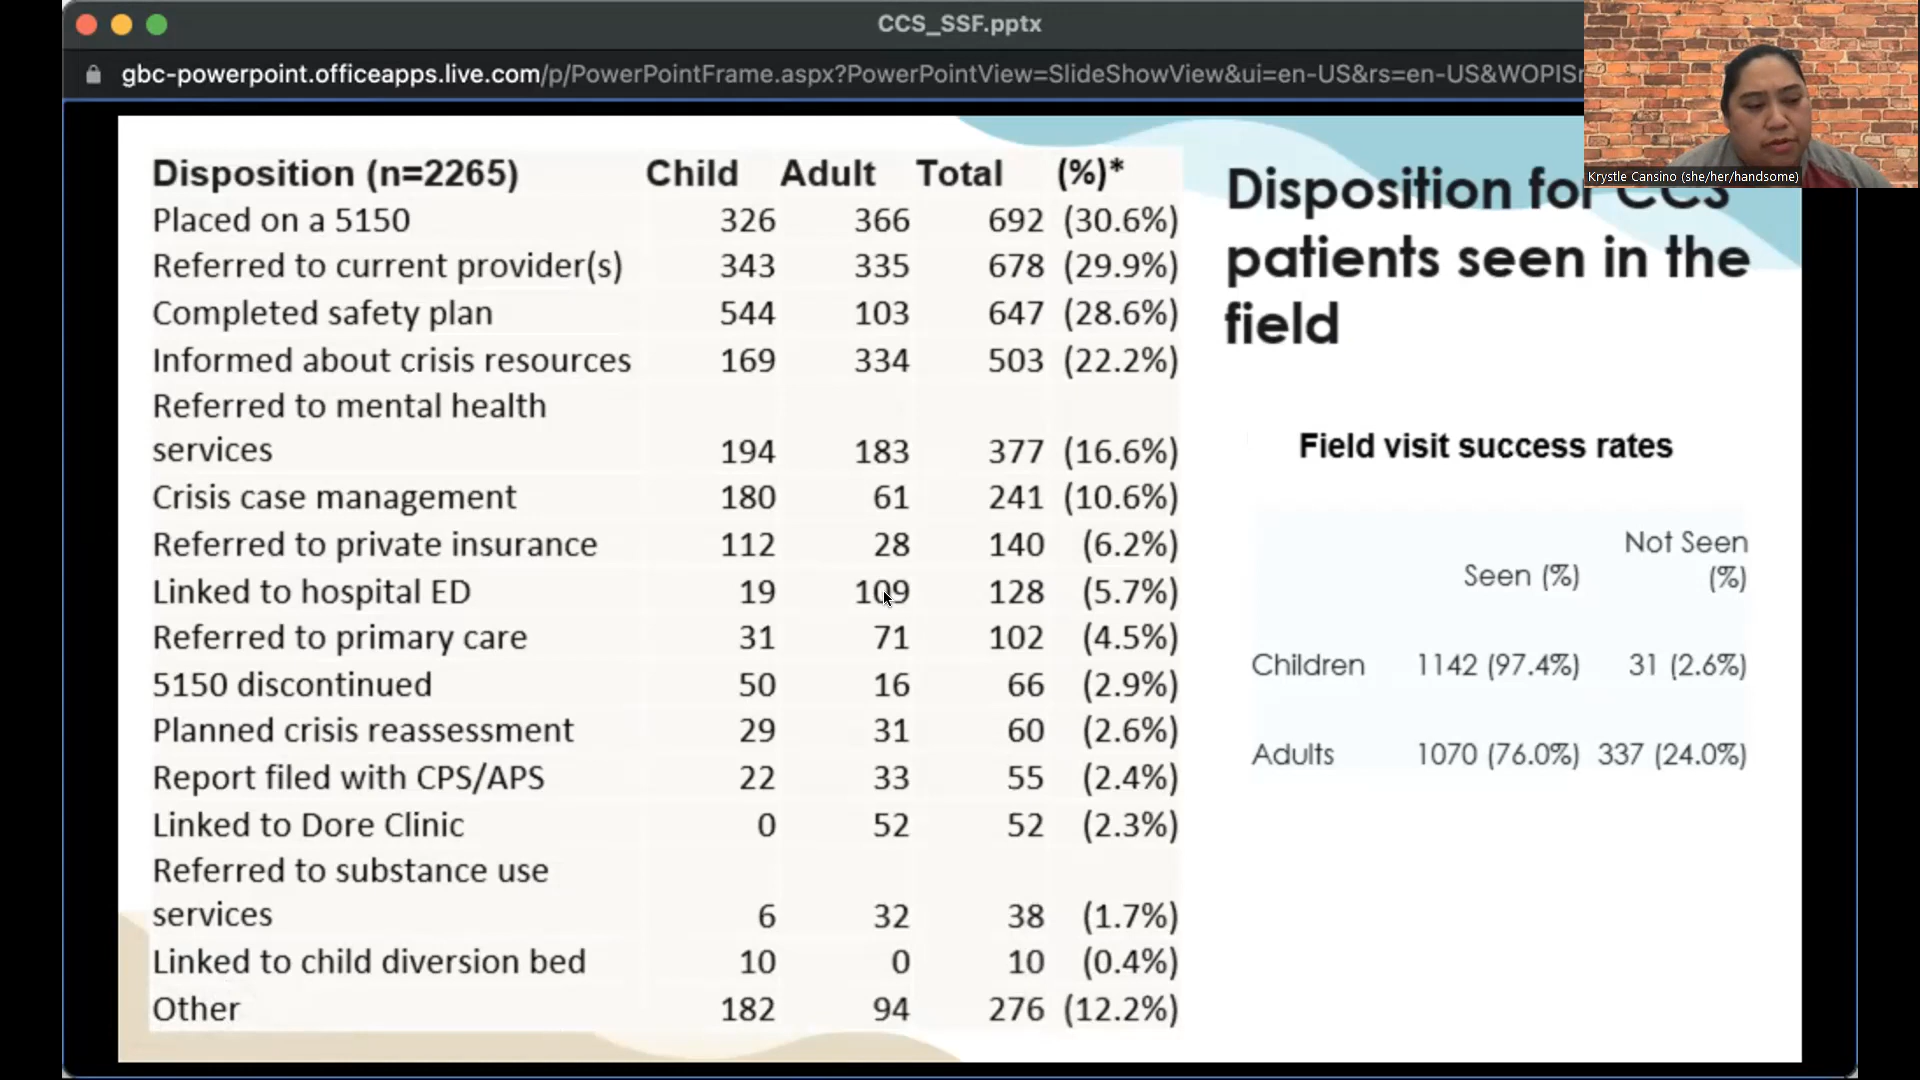 CCS_SSF.pptx
gbc-powerpoint.officeapps.live.com/p/PowerPointFrame.aspx?PowerPointView=SlideShowView&ui=en-US&rs=en-US&WOPISr
Krystle Cansino (she/her/handsome)
Disposition (n=2265) Child Adult Total (%)*
Placed on a 5150 326 366 692 (30.6%)
Referred to current provider(s) 343 335 678 (29.9%)
Completed safety plan 544 103 647 (28.6%)
Informed about crisis resources 169 334 503 (22.2%)
Referred to mental health
services 194 183 377 (16.6%)
Crisis case management 180 61 241 (10.6%)
Referred to private insurance 112 28 140 (6.2%)
Linked to hospital ED 19 109 128 (5.7%)
Referred to primary care 31 71 102 (4.5%)
5150 discontinued 50 16 66 (2.9%)
Planned crisis reassessment 29 31 60 (2.6%)
Report filed with CPS/APS 22 33 55 (2.4%)
Linked to Dore Clinic 0 52 52 (2.3%)
Referred to substance use
services 6 32 38 (1.7%)
Linked to child diversion bed 10 0 10 (0.4%)
Other 182 94 276 (12.2%)
Disposition for CCS
patients seen in the
field
Field visit success rates
Not Seen
Seen (%) (%)
Children 1142 (97.4%) 31 (2.6%)
Adults 1070 (76.0%) 337 (24.0%)